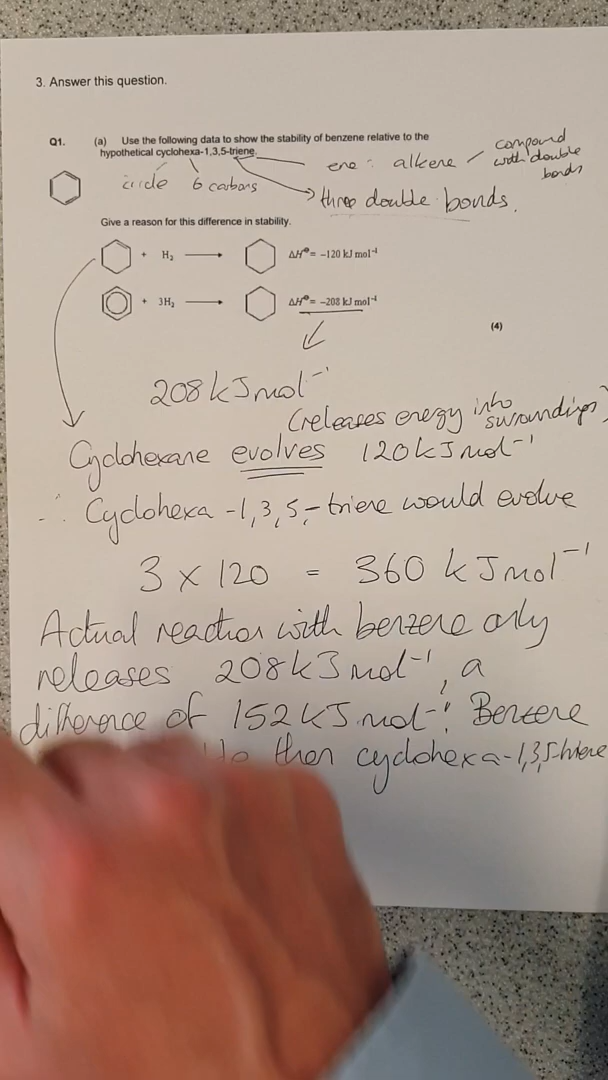 3. Answer this question.
Q1. (a) Use the following data to show the stability of benzene relative to the
hypothetical cyclohexa-1,3,5-triene.
circle 6 carbons
ene : alkene / compound with double bonds
three double bonds.
Give a reason for this difference in stability.
+ H₂ ⟶ ΔH⦵ = –120 kJ mol⁻¹
+ 3H₂ ⟶ ΔH⦵ = –208 kJ mol⁻¹
(4)
208 kJ mol⁻¹
(releases energy into surroundings)
Cyclohexane evolves 120 kJ mol⁻¹
∴ Cyclohexa -1,3,5,- triene would evolve
3 x 120 = 360 kJ mol⁻¹
Actual reaction with benzene only
releases 208 kJ mol⁻¹, a
difference of 152 kJ mol⁻¹. Benzene
then cyclohexa-1,3,5-triene